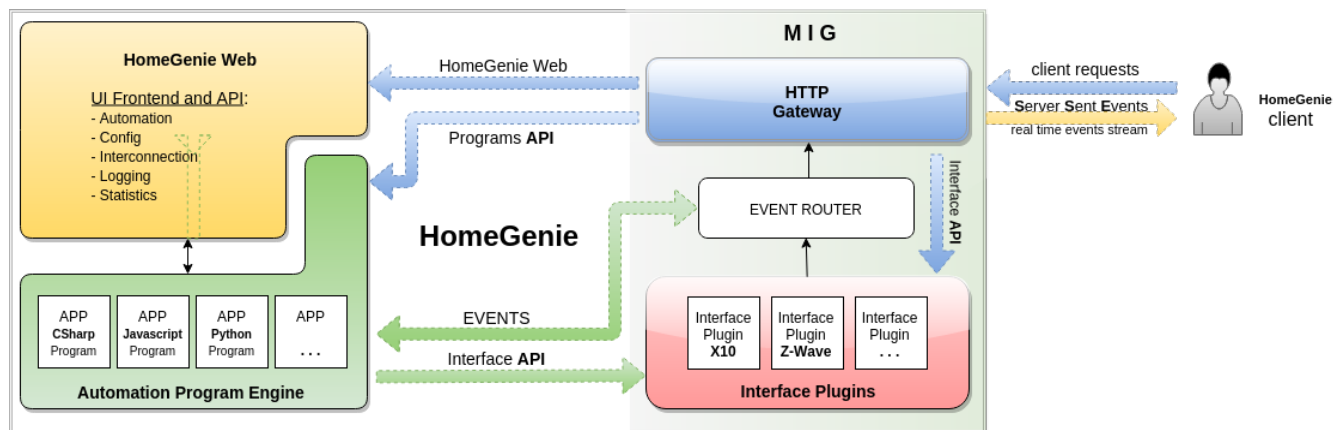 HomeGenie Web
UI Frontend and API:
- Automation
- Config
- Interconnection
- Logging
- Statistics
HomeGenie Web
Programs API
HomeGenie
EVENTS
Interface API
APP
CSharp
Program
APP
Javascript
Program
APP
Python
Program
APP
...
Automation Program Engine
M I G
HTTP
Gateway
EVENT ROUTER
Interface API
Interface
Plugin
X10
Interface
Plugin
Z-Wave
Interface
Plugin
...
Interface Plugins
client requests
Server Sent Events
real time events stream
HomeGenie
client